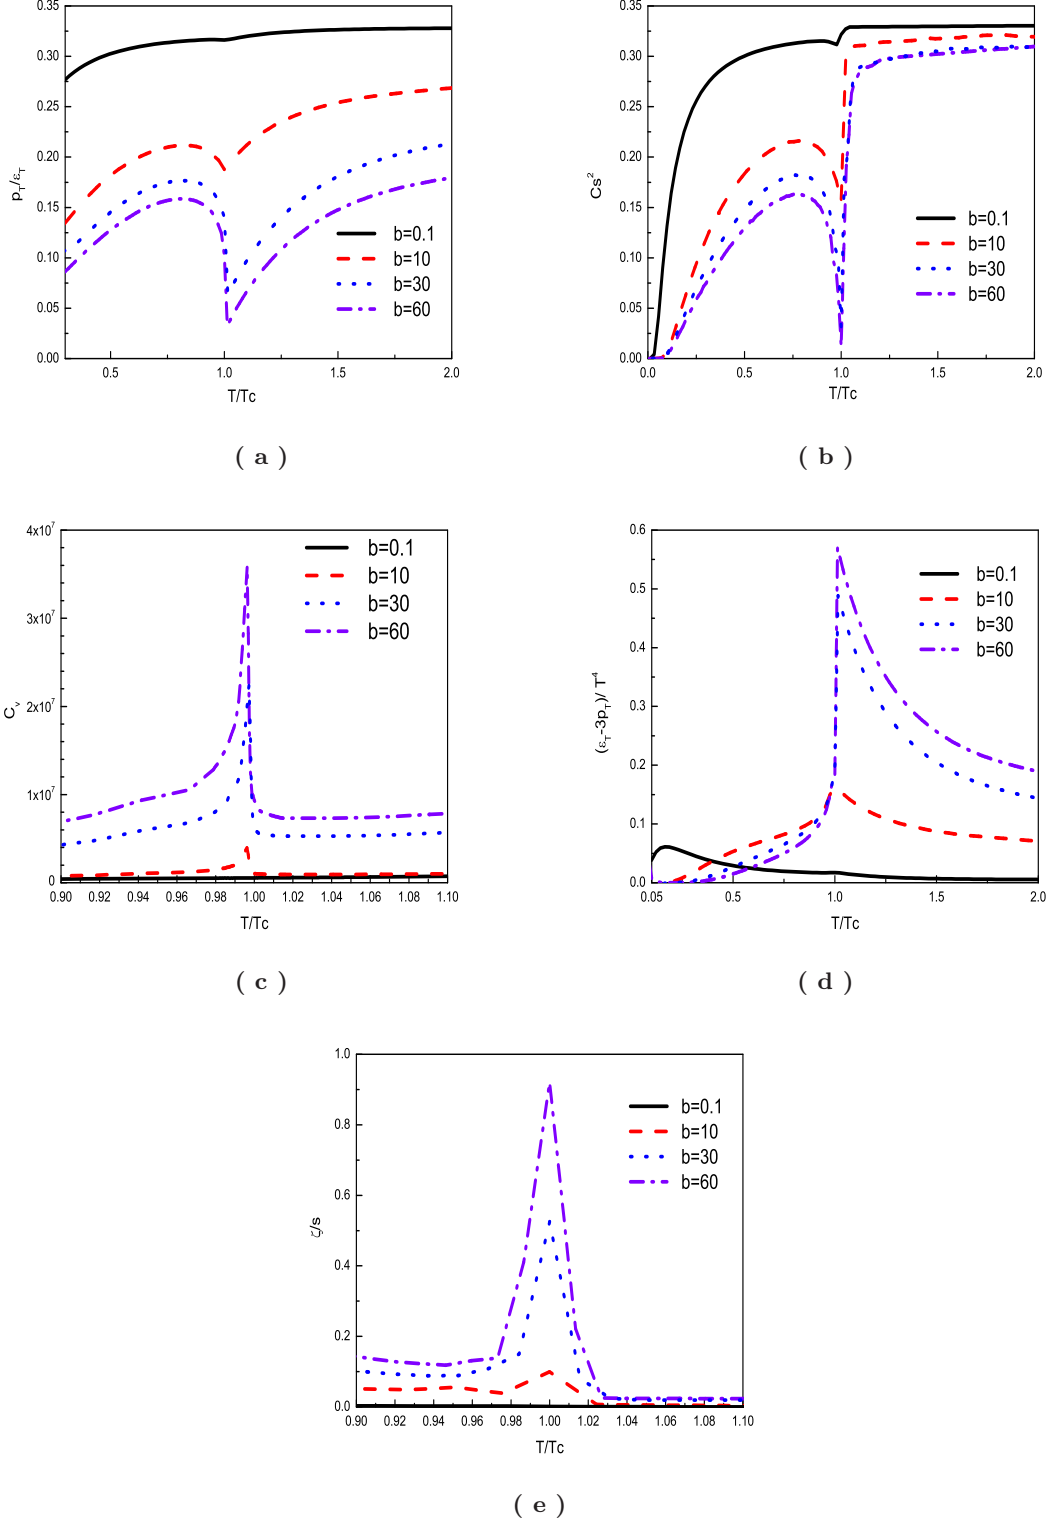 0.35
0.30
0.25
0.20
0.15
0.10
0.05
0.00
p_T/ε_T
0.5 1.0 1.5 2.0
T/Tc
b=0.1
b=10
b=30
b=60
( a )
0.35
0.30
0.25
0.20
0.15
0.10
0.05
0.00
Cs²
0.0 0.5 1.0 1.5 2.0
T/Tc
b=0.1
b=10
b=30
b=60
( b )
4x10⁷
3x10⁷
2x10⁷
1x10⁷
0
C_v
0.90 0.92 0.94 0.96 0.98 1.00 1.02 1.04 1.06 1.08 1.10
T/Tc
b=0.1
b=10
b=30
b=60
( c )
0.6
0.5
0.4
0.3
0.2
0.1
0.0
(ε_T-3p_T)/ T⁴
0.05 0.5 1.0 1.5 2.0
T/Tc
b=0.1
b=10
b=30
b=60
( d )
1.0
0.8
0.6
0.4
0.2
0.0
ζ/s
0.90 0.92 0.94 0.96 0.98 1.00 1.02 1.04 1.06 1.08 1.10
T/Tc
b=0.1
b=10
b=30
b=60
( e )